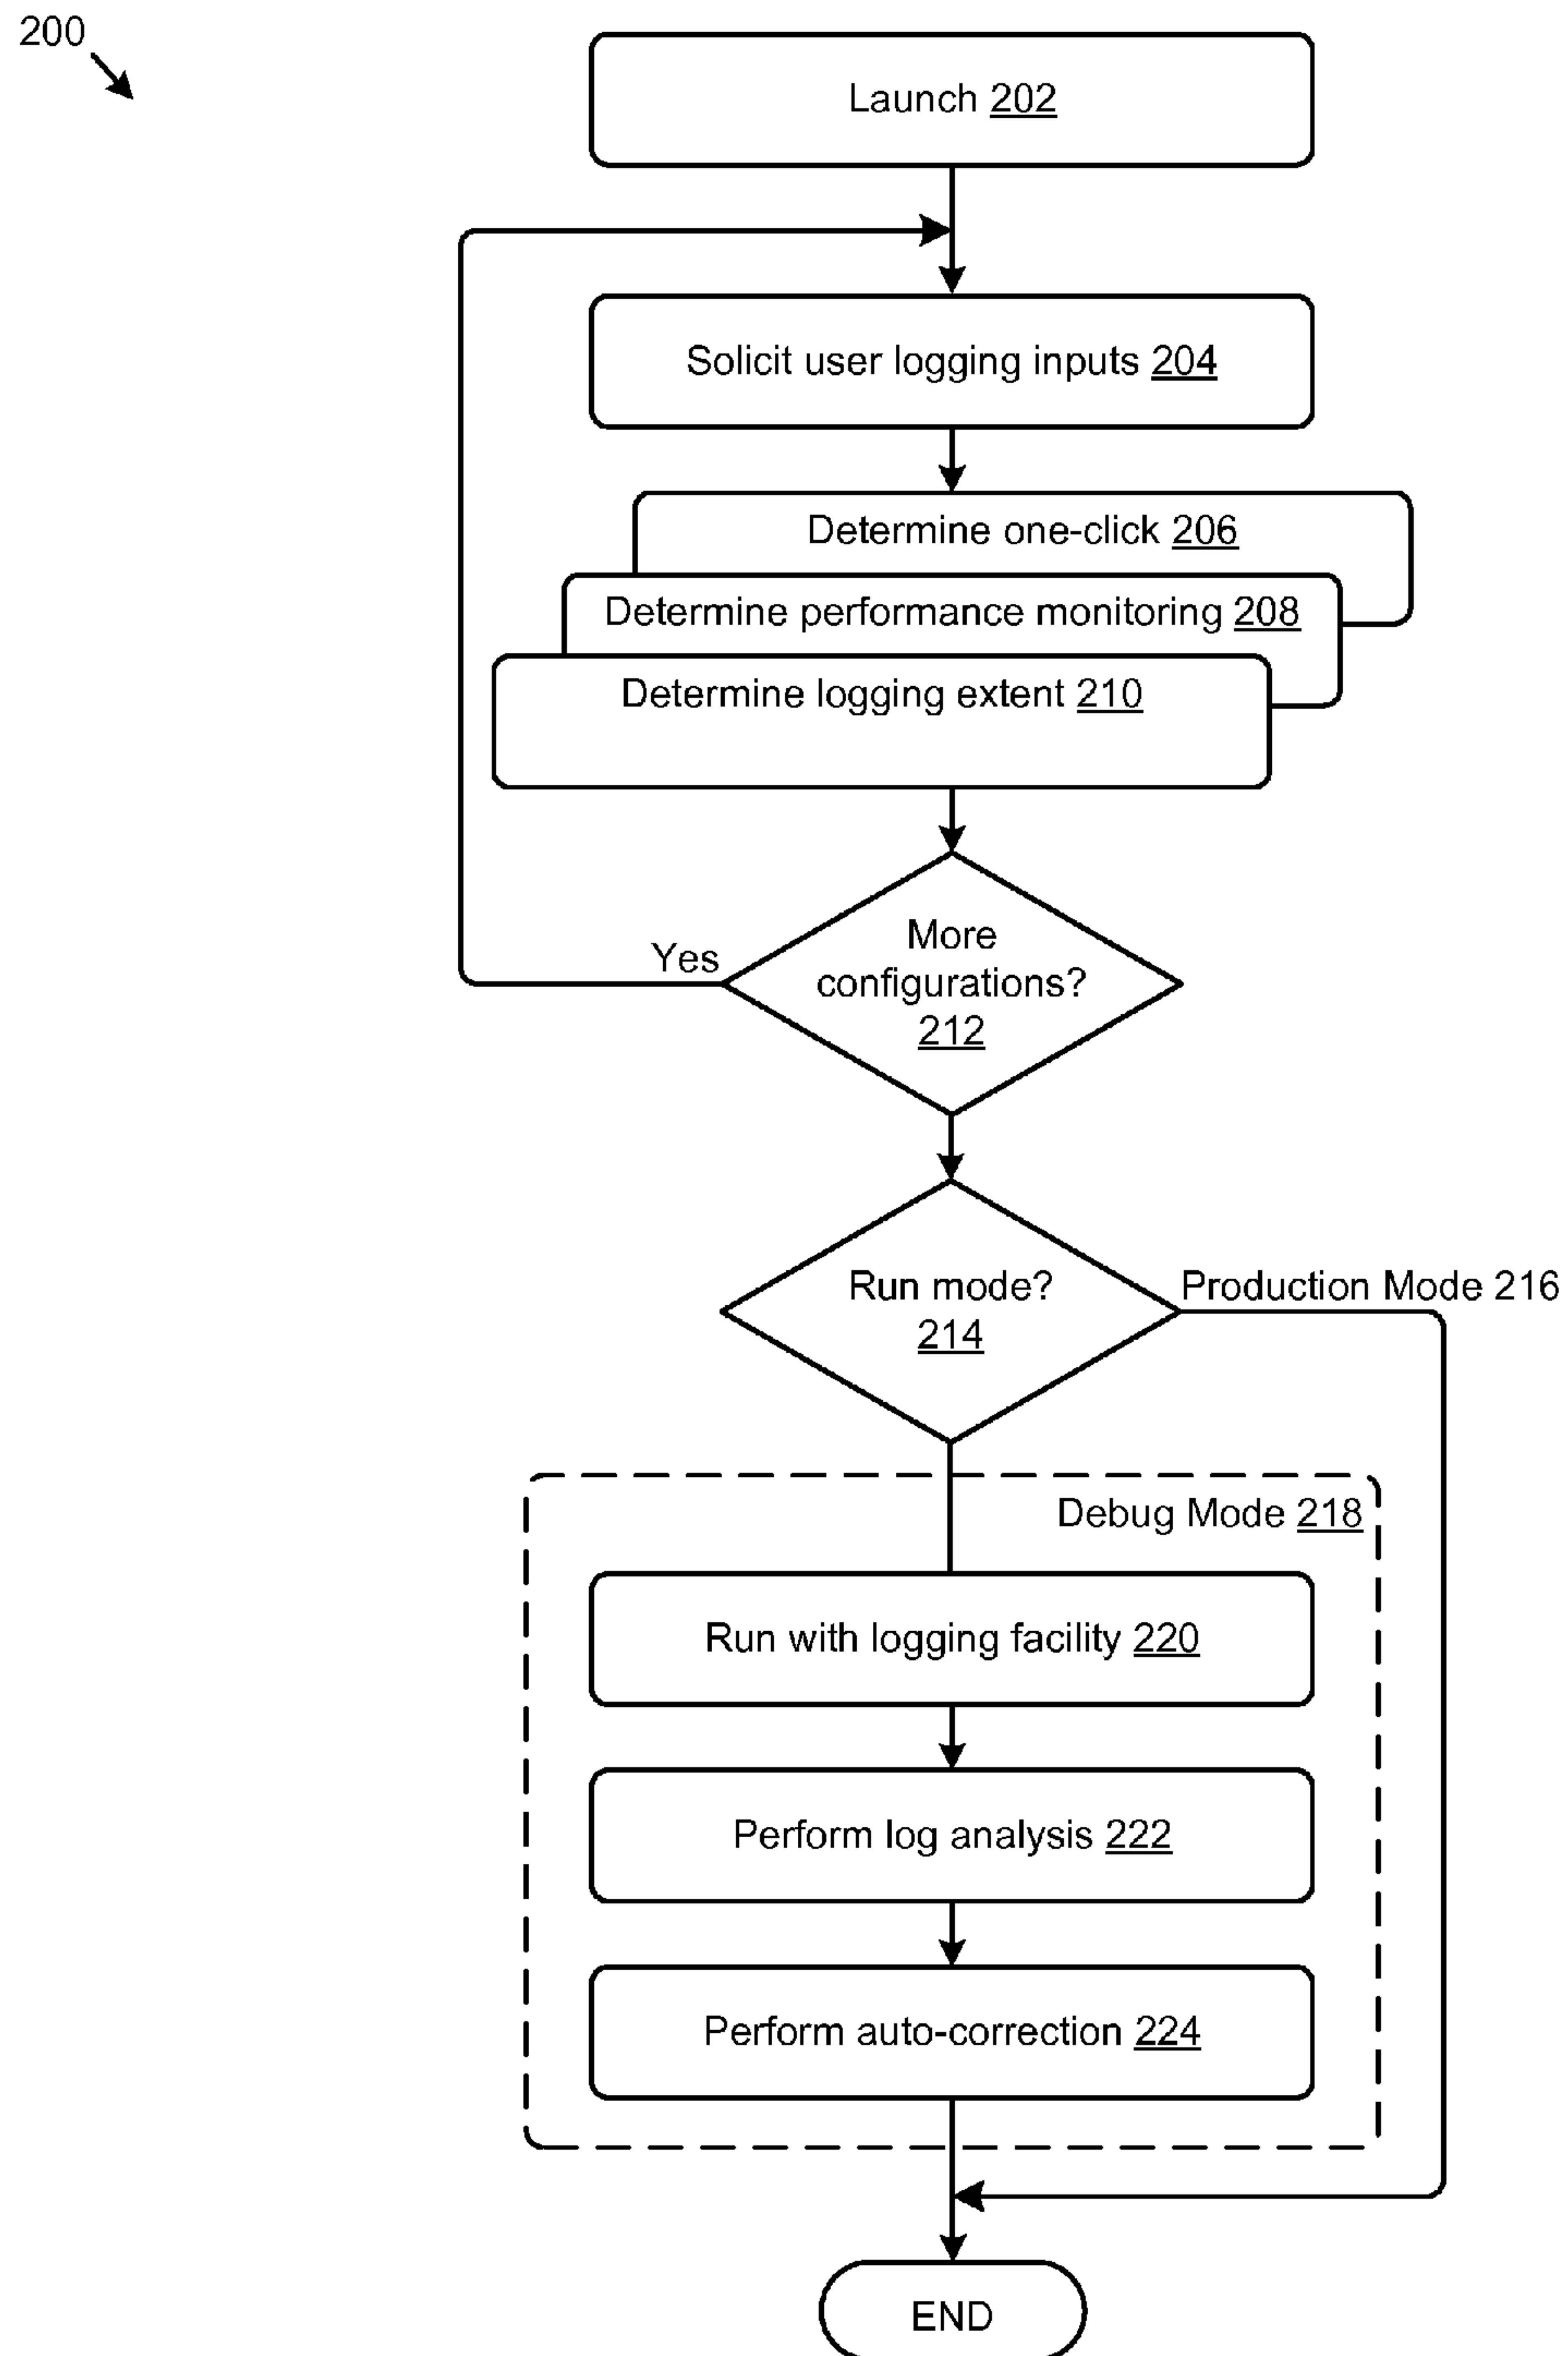 200
Launch 202
Solicit user logging inputs 204
Determine one-click 206
Determine performance monitoring 208
Determine logging extent 210
More
configurations?
212
Yes
Run mode?
214
Production Mode 216
Debug Mode 218
Run with logging facility 220
Perform log analysis 222
Perform auto-correction 224
END